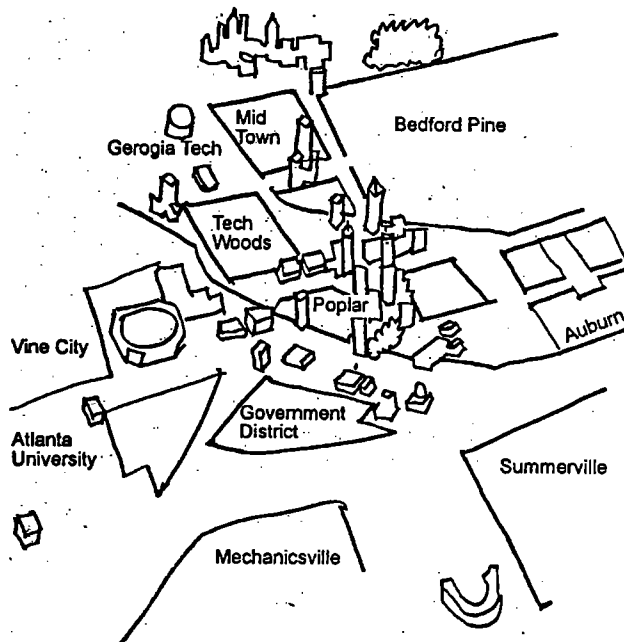 Mid
Town
Bedford Pine
Gerogia Tech
Tech
Woods
Poplar
Auburn
Vine City
Government
District
Atlanta
University
Summerville
Mechanicsville